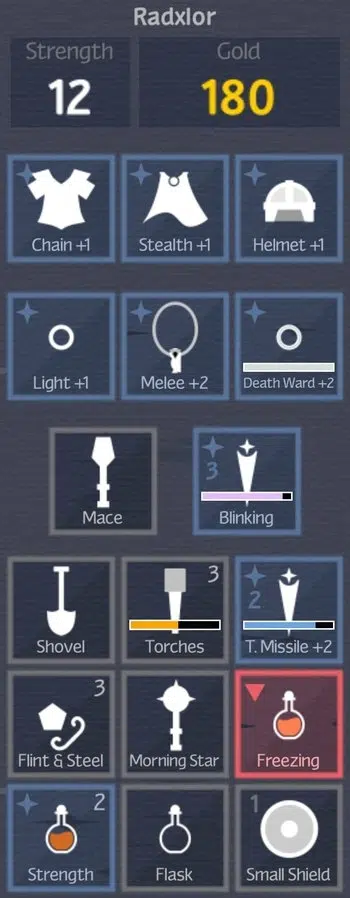 Radxlor
Strength Gold
12 180
Chain +1 Stealth +1 Helmet +1
Light +1 Melee +2 Death Ward +2
3
Mace Blinking
3 2
Shovel Torches T. Missile +2
3
Flint & Steel Morning Star Freezing
2 1
Strength Flask Small Shield